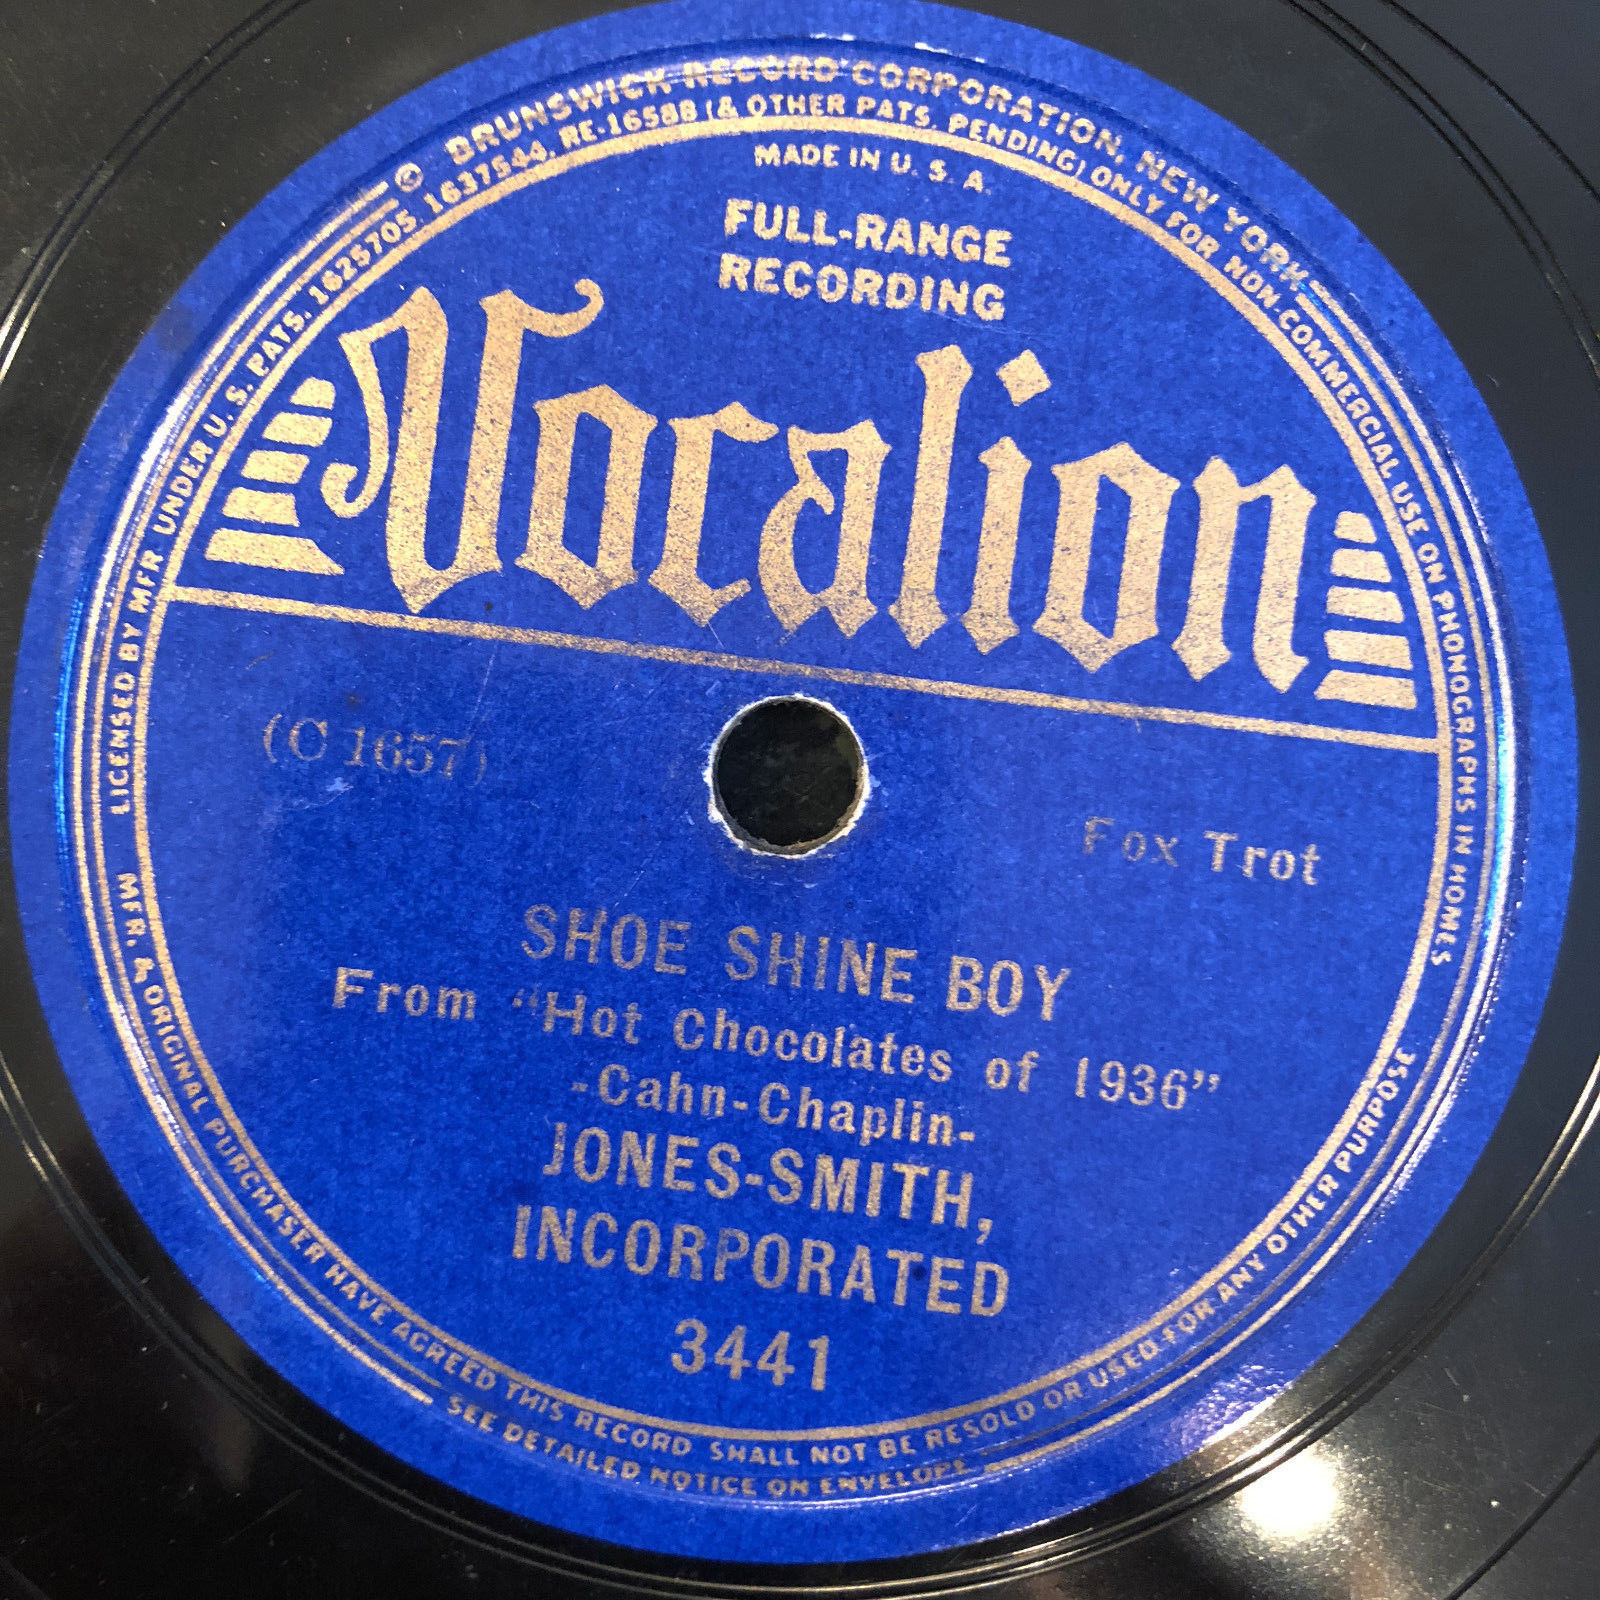 © BRUNSWICK RECORD CORPORATION, NEW YORK
LICENSED BY MFR UNDER U. S. PATS. 1625705, 1637544, RE-16588 (& OTHER PATS. PENDING) ONLY FOR NON-COMMERCIAL USE ON PHONOGRAPHS IN HOMES
MADE IN U. S. A.
FULL-RANGE
RECORDING
Vocalion
(C 1657)
Fox Trot
SHOE SHINE BOY
From "Hot Chocolates of 1936"
-Cahn-Chaplin-
JONES-SMITH,
INCORPORATED
3441
MFR. & ORIGINAL PURCHASER HAVE AGREED THIS RECORD SHALL NOT BE RESOLD OR USED FOR ANY OTHER PURPOSE
SEE DETAILED NOTICE ON ENVELOPE